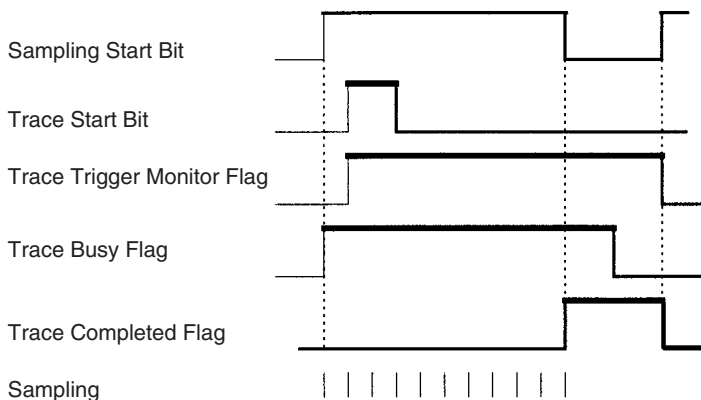 Sampling Start Bit
Trace Start Bit
Trace Trigger Monitor Flag
Trace Busy Flag
Trace Completed Flag
Sampling